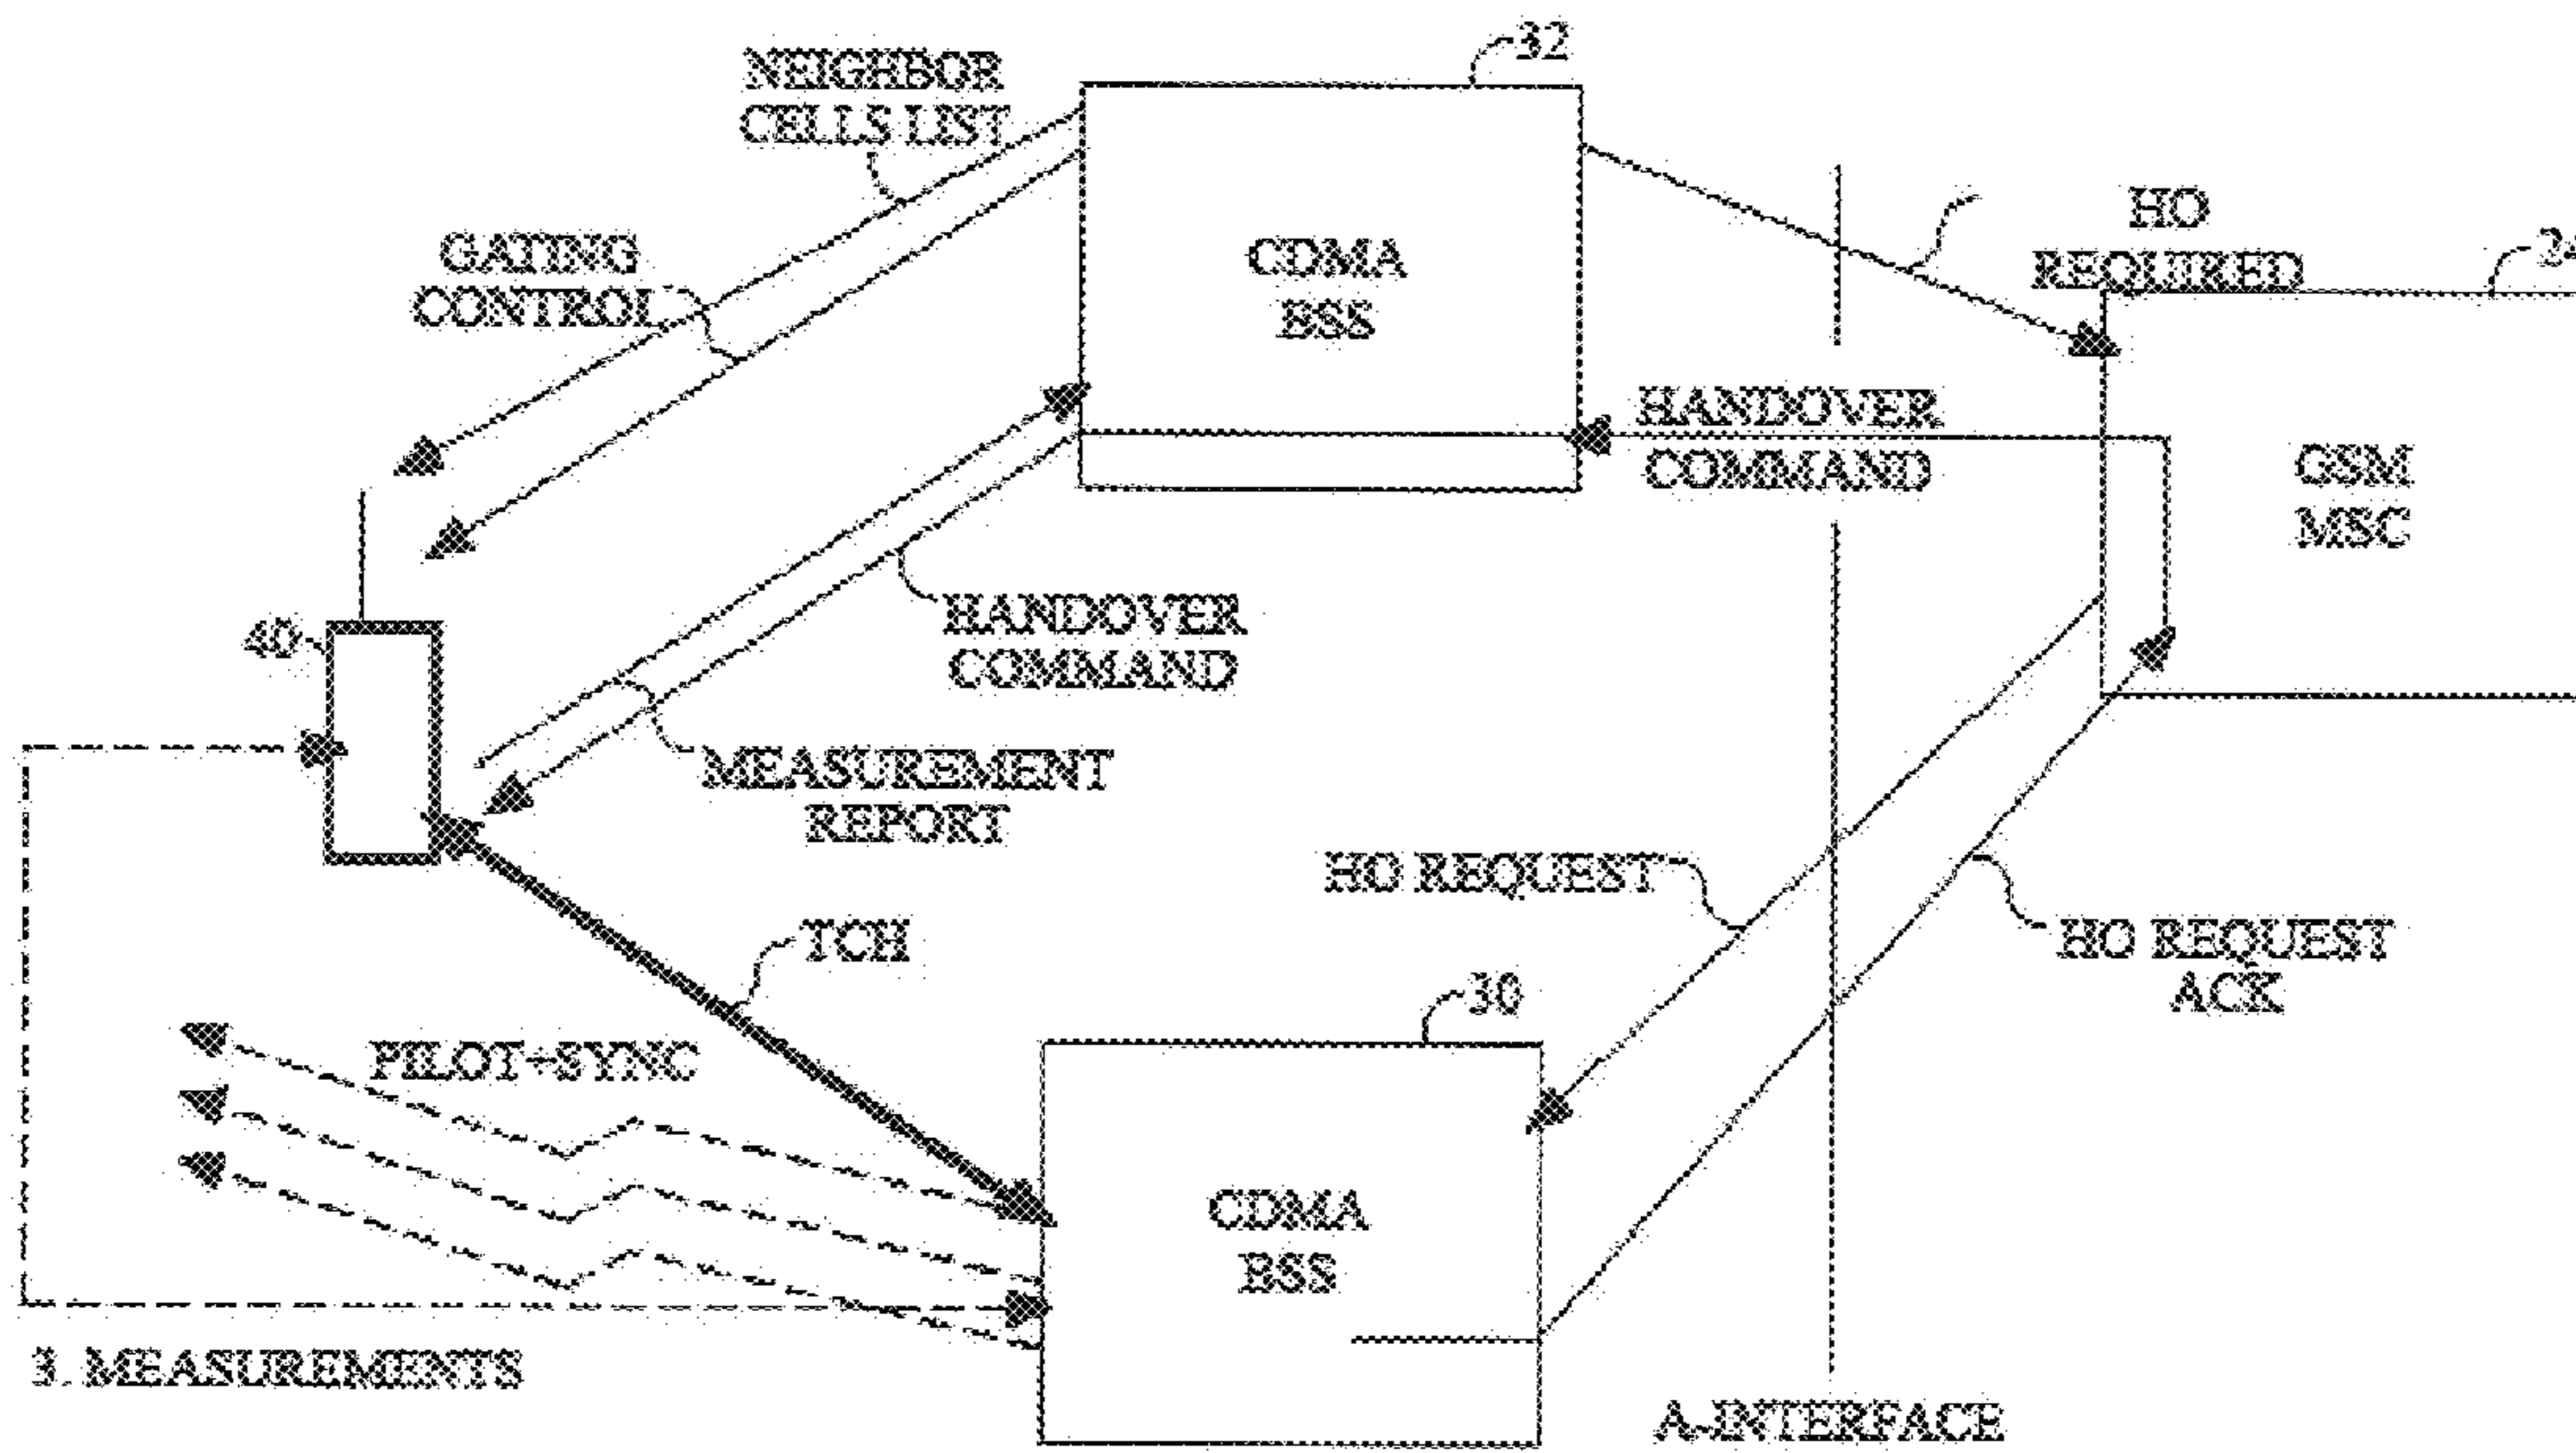 32
NEIGHBOR
CELLS LIST
HO
REQUIRED
24
GATING
CONTROL
CDMA
BSS
HANDOVER
COMMAND
GSM
MSC
HANDOVER
COMMAND
40
MEASUREMENT
REPORT
HO REQUEST
TCH
HO REQUEST
ACK
30
PILOT+SYNC
CDMA
BSS
3. MEASUREMENTS
A-INTERFACE